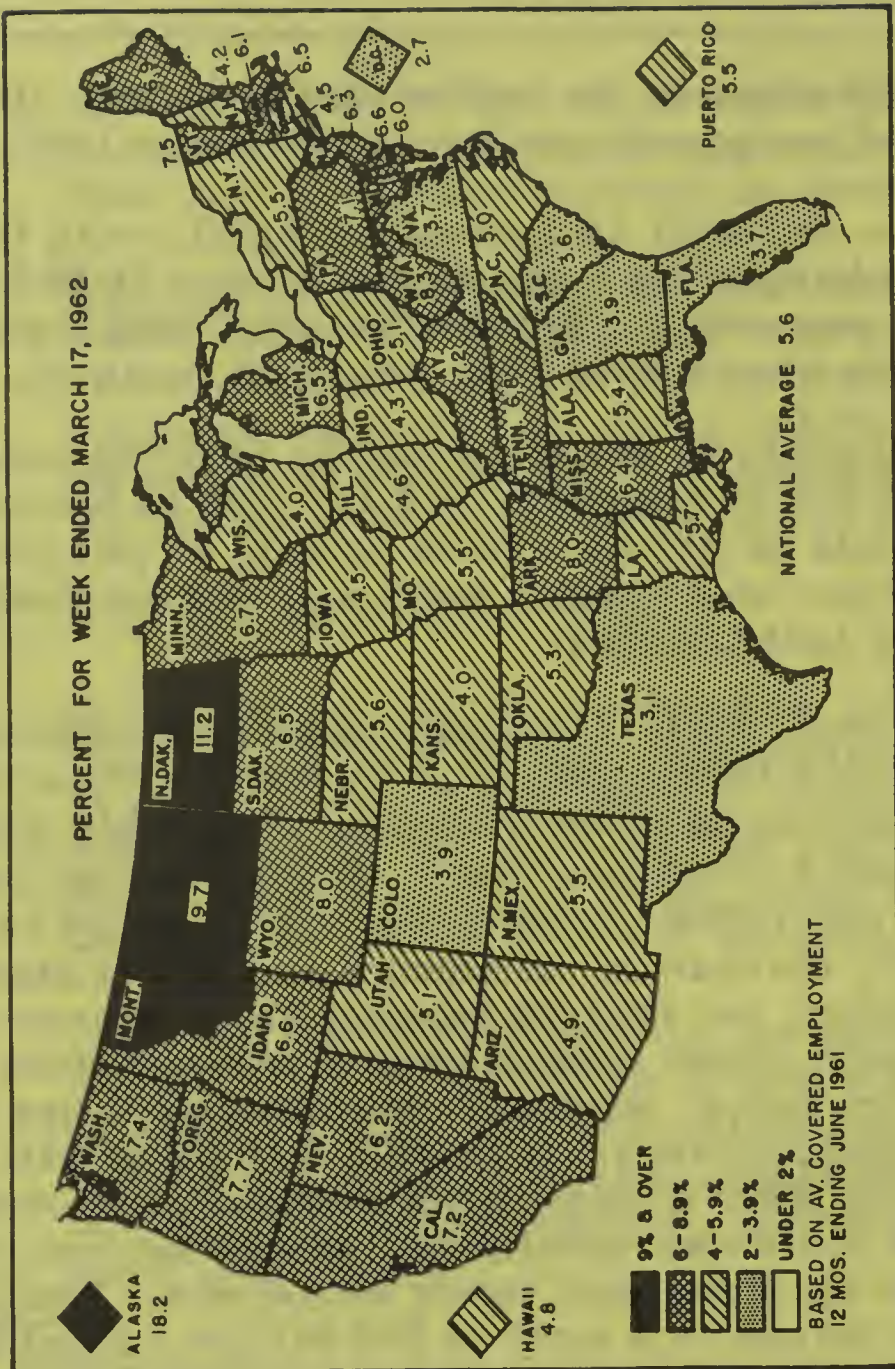 PERCENT FOR WEEK ENDED MARCH 17, 1962
ALASKA
18.2
HAWAII
4.8
WASH.
7.4
OREG.
7.7
CAL.
7.2
NEV.
6.2
IDAHO
6.6
MONT.
9.7
WYO.
8.0
UTAH
5.1
ARIZ.
4.9
COLO
3.9
N.MEX.
5.5
N.DAK.
11.2
S.DAK.
6.5
NEBR.
5.6
KANS.
4.0
OKLA.
5.3
TEXAS
3.1
MINN.
6.7
IOWA
4.5
MO.
5.5
ARK.
8.0
LA.
5.7
WIS.
4.0
ILL.
4.6
MICH.
6.5
IND.
4.3
OHIO
5.1
KY.
7.2
TENN.
6.8
MISS.
6.4
ALA.
5.4
GA.
3.9
FLA.
3.7
S.C.
3.6
N.C.
5.0
VA.
3.7
W.VA.
8.3
PA.
7.1
N.Y.
5.5
7.5
VT.
6.9
4.2
6.1
6.5
4.5
6.3
6.6
6.0
D.C.
2.7
PUERTO RICO
5.5
NATIONAL AVERAGE 5.6
9% & OVER
6-8.9%
4-5.9%
2-3.9%
UNDER 2%
BASED ON AV. COVERED EMPLOYMENT
12 MOS. ENDING JUNE 1961